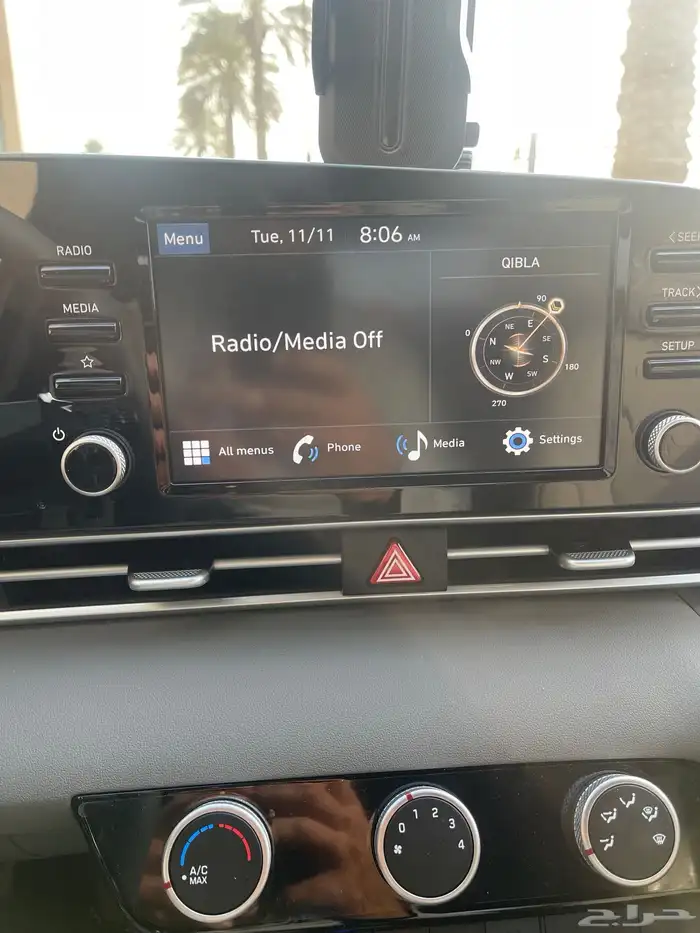 RADIO
MEDIA
Menu
Tue, 11/11
8:06 AM
Radio/Media Off
QIBLA
0
90
180
270
N
NE
E
SE
S
SW
W
NW
All menus
Phone
Media
Settings
< SEEK
TRACK >
SETUP
A/C
MAX
0
1
2
3
4
حراج